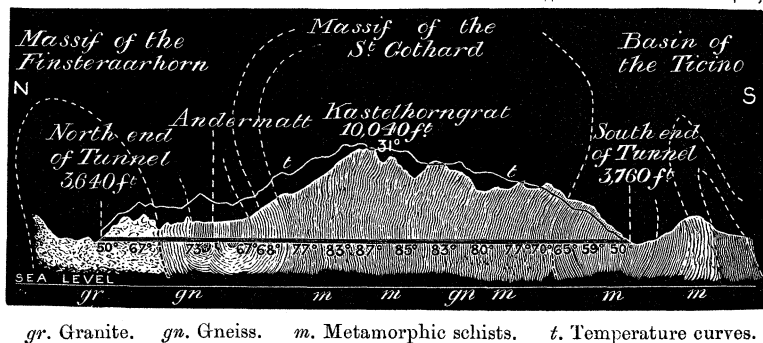 Massif of the
Finsteraarhorn
Massif of the
St Gothard
Basin of
the Ticino
N
S
Andermatt
Kastelhorngrat
10,040 ft.
31°
North end
of Tunnel
3,640 ft
South end
of Tunnel
3,760 ft
t
t
50° 67° 73° 67° 68° 77° 83° 87° 85° 83° 80° 77° 70° 65° 59° 50°
SEA LEVEL
gr gn m m gn m m m
gr. Granite. gn. Gneiss. m. Metamorphic schists. t. Temperature curves.